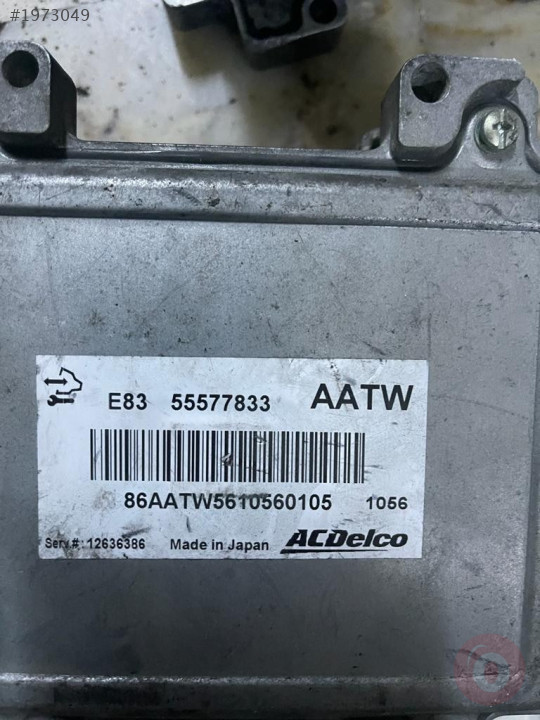 #1973049
E83 55577833 AATW
86AATW5610560105 1056
Serv.#.:12636386 Made in Japan ACDelco